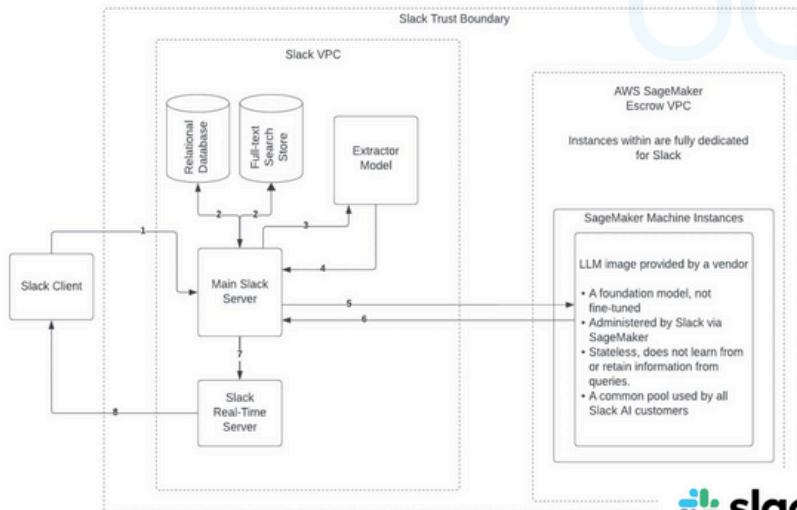 Slack Trust Boundary
Slack VPC
AWS SageMaker
Escrow VPC
Instances within are fully dedicated
for Slack
Relational
Database
Full-text
Search
Store
Extractor
Model
2
2
3
4
1
Slack Client
Main Slack
Server
5
6
7
8
Slack
Real-Time
Server
SageMaker Machine Instances
LLM image provided by a vendor
• A foundation model, not
fine-tuned
• Administered by Slack via
SageMaker
• Stateless, does not learn from
or retain information from
queries.
• A common pool used by all
Slack AI customers